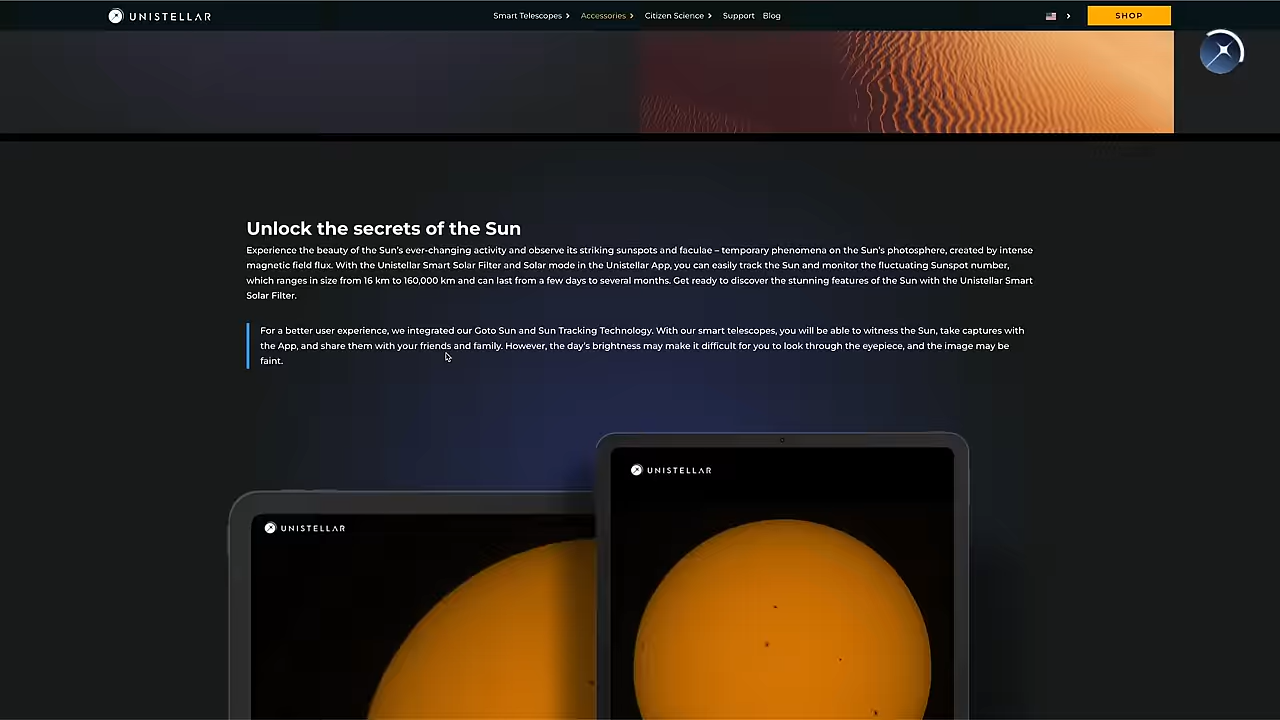 UNISTELLAR
Smart Telescopes
Accessories
Citizen Science
Support
Blog
SHOP
Unlock the secrets of the Sun
Experience the beauty of the Sun's ever-changing activity and observe its striking sunspots and faculae – temporary phenomena on the Sun's photosphere, created by intense
magnetic field flux. With the Unistellar Smart Solar Filter and Solar mode in the Unistellar App, you can easily track the Sun and monitor the fluctuating Sunspot number,
which ranges in size from 16 km to 160,000 km and can last from a few days to several months. Get ready to discover the stunning features of the Sun with the Unistellar Smart
Solar Filter.
For a better user experience, we integrated our Goto Sun and Sun Tracking Technology. With our smart telescopes, you will be able to witness the Sun, take captures with
the App, and share them with your friends and family. However, the day's brightness may make it difficult for you to look through the eyepiece, and the image may be
faint.
UNISTELLAR
UNISTELLAR